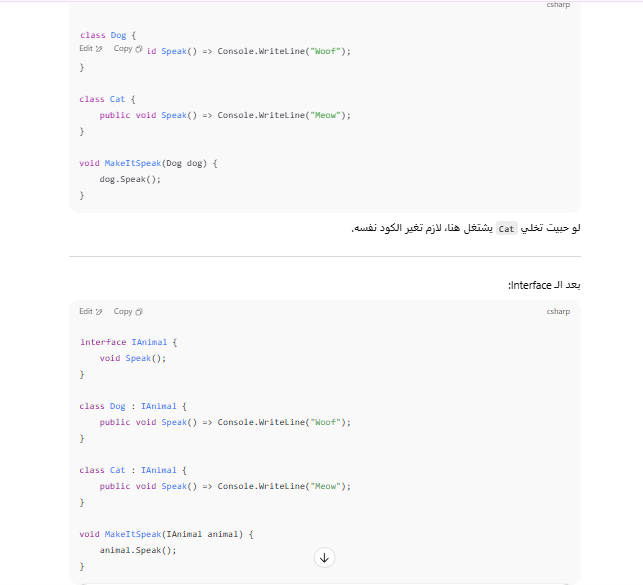 csharp
class Dog {
Edit Copy id Speak() => Console.WriteLine("Woof");
}
class Cat {
public void Speak() => Console.WriteLine("Meow");
}
void MakeItSpeak(Dog dog) {
dog.Speak();
}
لو حبيت تخلي Cat يشتغل هنا، لازم تغير الكود نفسه.
بعد الـ Interface:
Edit Copy csharp
interface IAnimal {
void Speak();
}
class Dog : IAnimal {
public void Speak() => Console.WriteLine("Woof");
}
class Cat : IAnimal {
public void Speak() => Console.WriteLine("Meow");
}
void MakeItSpeak(IAnimal animal) {
animal.Speak();
}